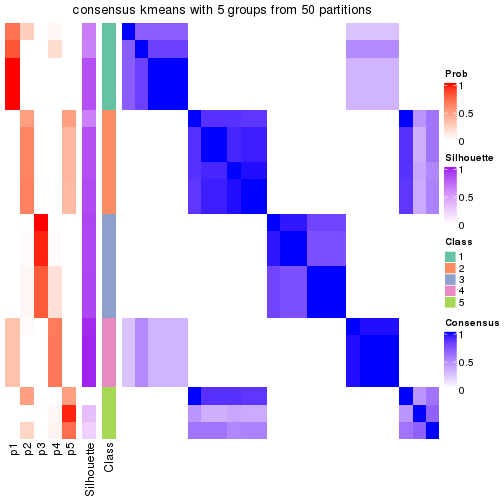 consensus kmeans with 5 groups from 50 partitions
Prob
1
0.5
0
Silhouette
1
0.5
0
Class
1
2
3
4
5
Consensus
1
0.5
0
p1
p2
p3
p4
p5
Silhouette
Class